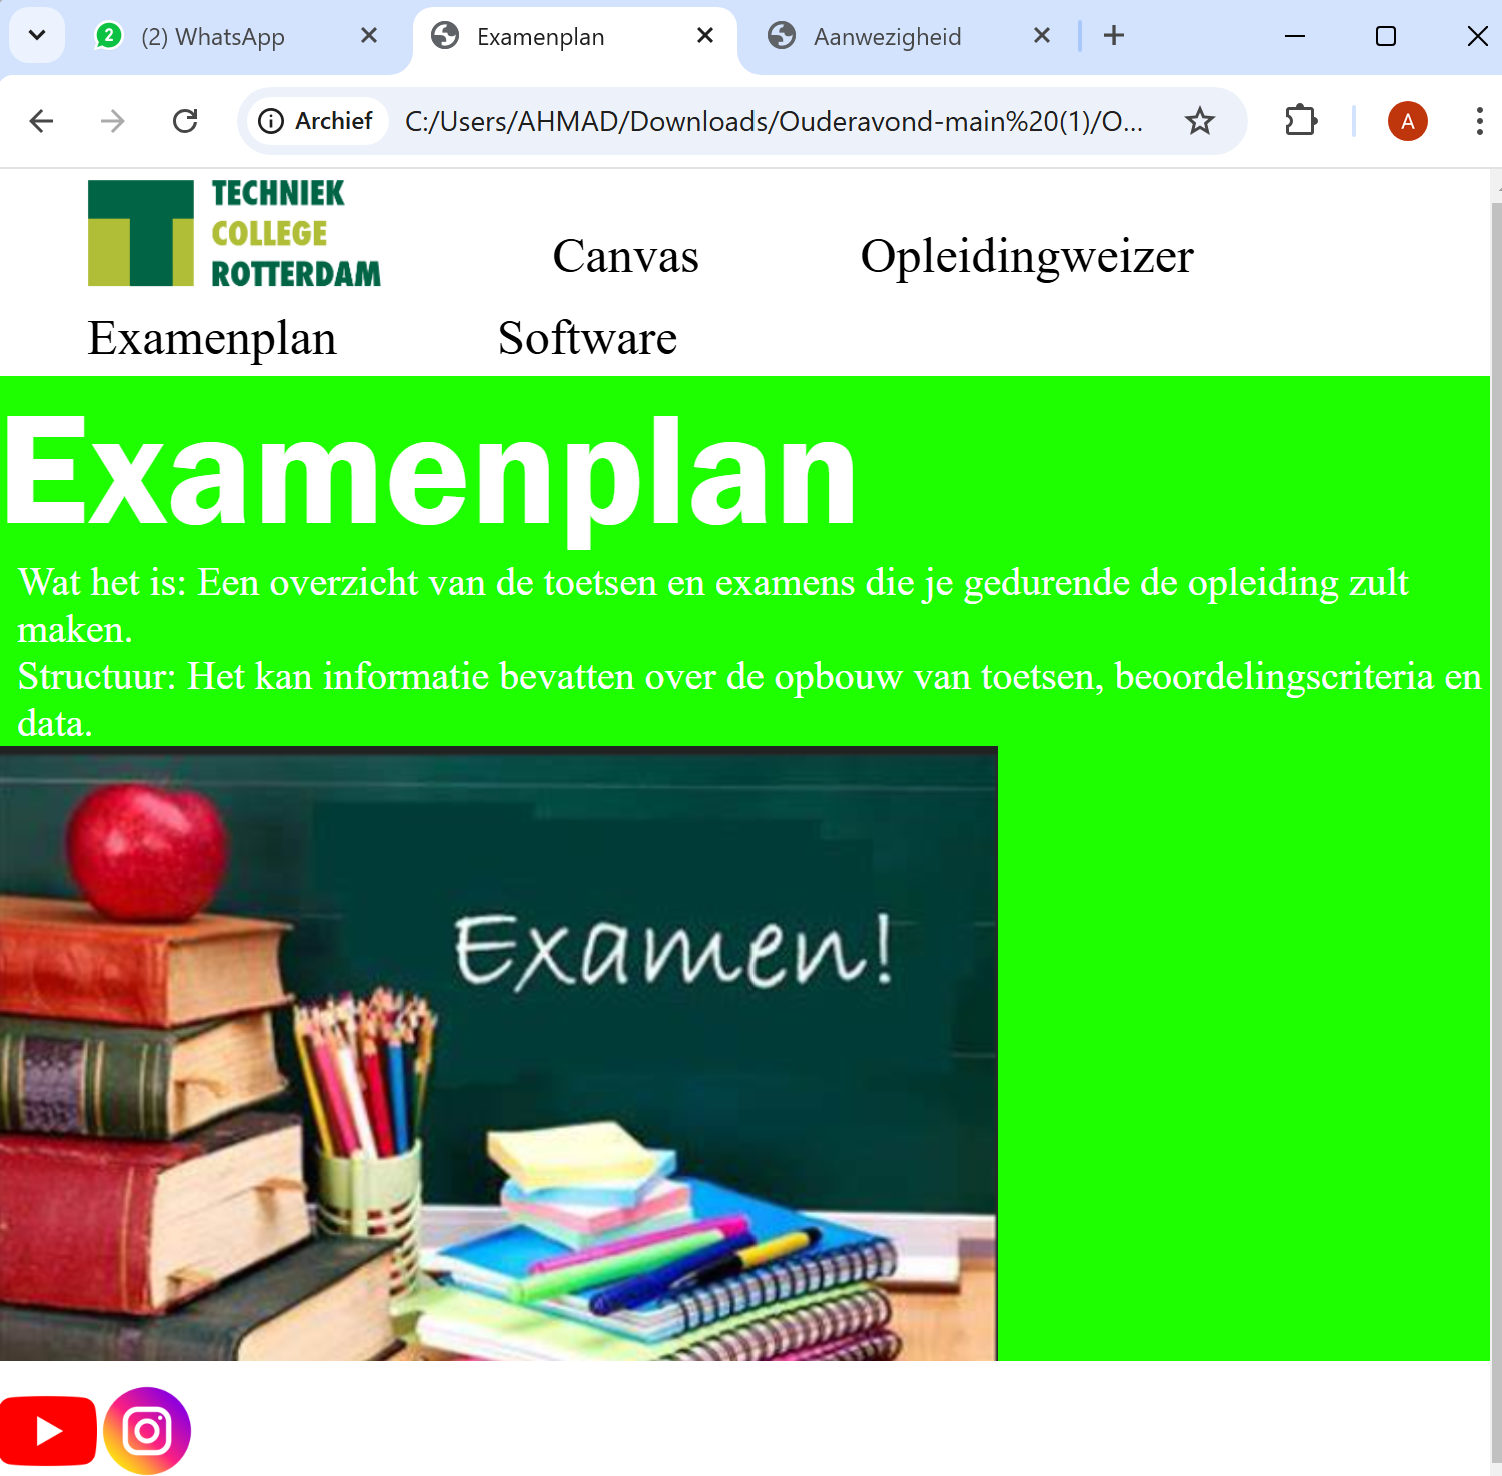 2 (2) WhatsApp
Examenplan
Aanwezigheid
Archief
C:/Users/AHMAD/Downloads/Ouderavond-main%20(1)/O...
A
TECHNIEK
COLLEGE
ROTTERDAM
Canvas
Opleidingweizer
Examenplan
Software
Examenplan
Wat het is: Een overzicht van de toetsen en examens die je gedurende de opleiding zult
maken.
Structuur: Het kan informatie bevatten over de opbouw van toetsen, beoordelingscriteria en
data.
Examen!